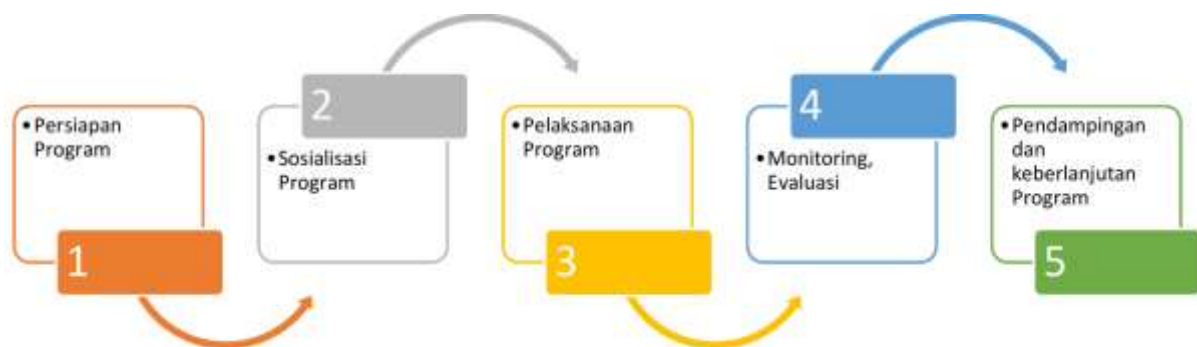 • Persiapan
Program
1
2
• Sosialisasi
Program
• Pelaksanaan
Program
3
4
• Monitoring,
Evaluasi
• Pendampingan
dan
keberlanjutan
Program
5